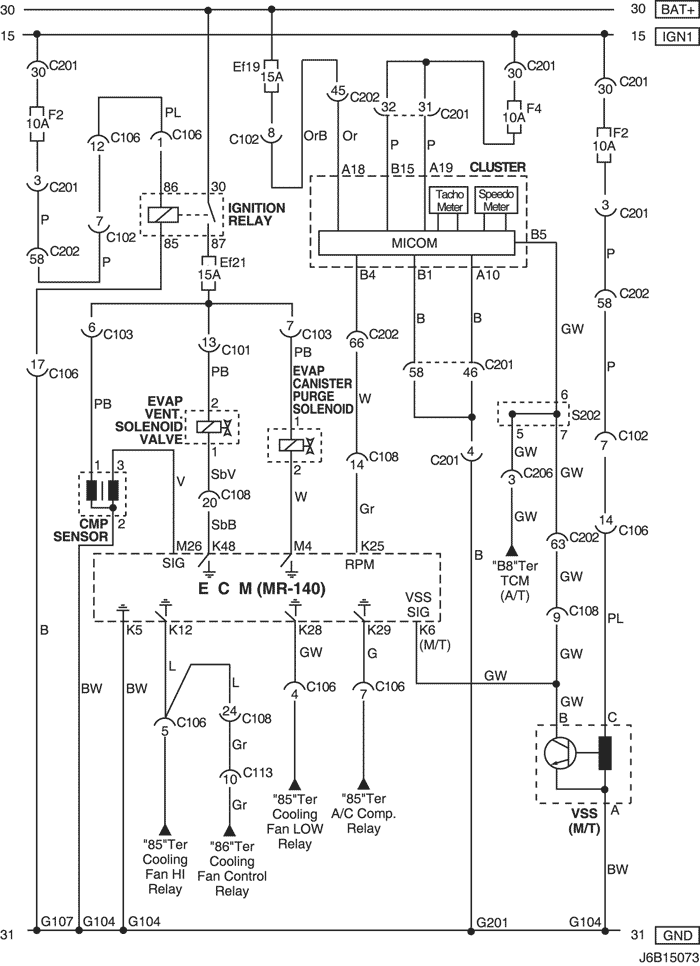 30 30 BAT+
15 15 IGN1
30 C201
F2
10A
3 C201
P
58 C202
P
12 C106
7 C102
PL
1 C106
86 30
IGNITION
RELAY
85 87
Ef21
15A
Ef19
15A
C102 8
OrB
45 C202
Or
32 31 C201
P P
30 C201
F4
10A
30 C201
F2
10A
3 C201
P
58 C202
P
A18 B15 A19 CLUSTER
Tacho
Meter
Speedo
Meter
MICOM
B5
B4 B1 A10
GW
B B
66 C202
W
58 46 C201
4
C201
B
6 C103
PB
13 C101
PB
7 C103
PB
17 C106
EVAP
VENT.
SOLENOID
VALVE
2
1
EVAP
CANISTER
PURGE
SOLENOID
1
2
SbV
20 C108
SbB
W
14 C108
Gr
1 3
CMP
SENSOR
2
V
M26 K48 M4 K25
SIG RPM
E C M (MR-140)
VSS
SIG
K5 K12 K28 K29 K6
(M/T)
6
S202
5 7
GW GW
3 C206
GW
"B8"Ter
TCM
(A/T)
63 C202
GW
9 C108
GW
GW
GW
7 C102
14 C106
PL
B C
VSS
(M/T)
A
BW
B
BW
BW
L
L
5 C106
24 C108
Gr
10 C113
Gr
GW
4 C106
G
7 C106
"85"Ter
Cooling
Fan HI
Relay
"86"Ter
Cooling
Fan Control
Relay
"85"Ter
Cooling
Fan LOW
Relay
"85"Ter
A/C Comp.
Relay
G107 G104 G104 G201 G104
31 31 GND
J6B15073